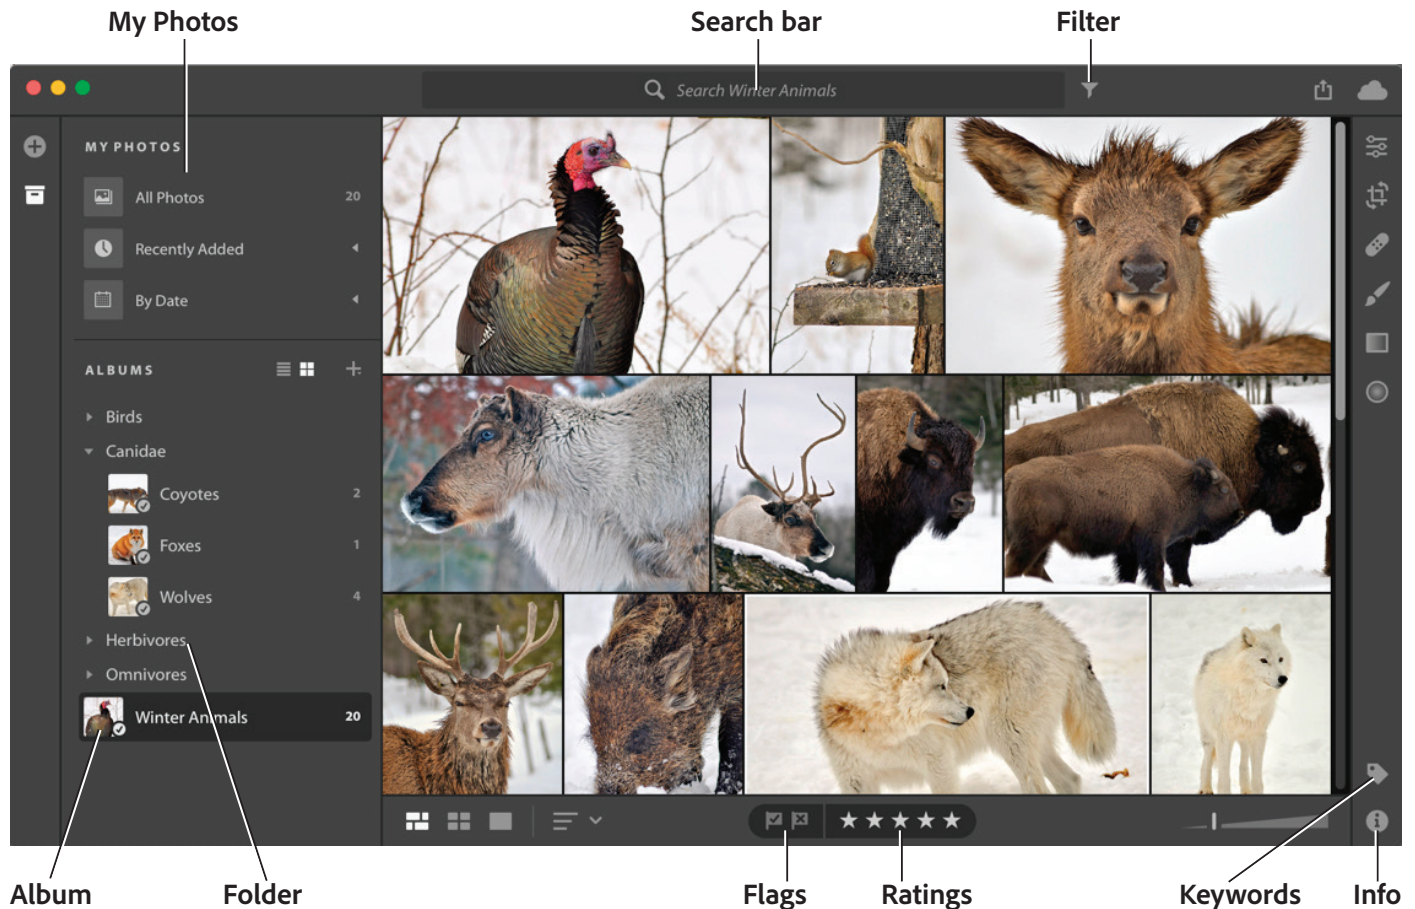 My Photos
Search bar
Filter
Search Winter Animals
MY PHOTOS
All Photos 20
Recently Added
By Date
ALBUMS
Birds
Canidae
Coyotes 2
Foxes 1
Wolves 4
Herbivores
Omnivores
Winter Animals 20
Album
Folder
Flags
Ratings
Keywords
Info